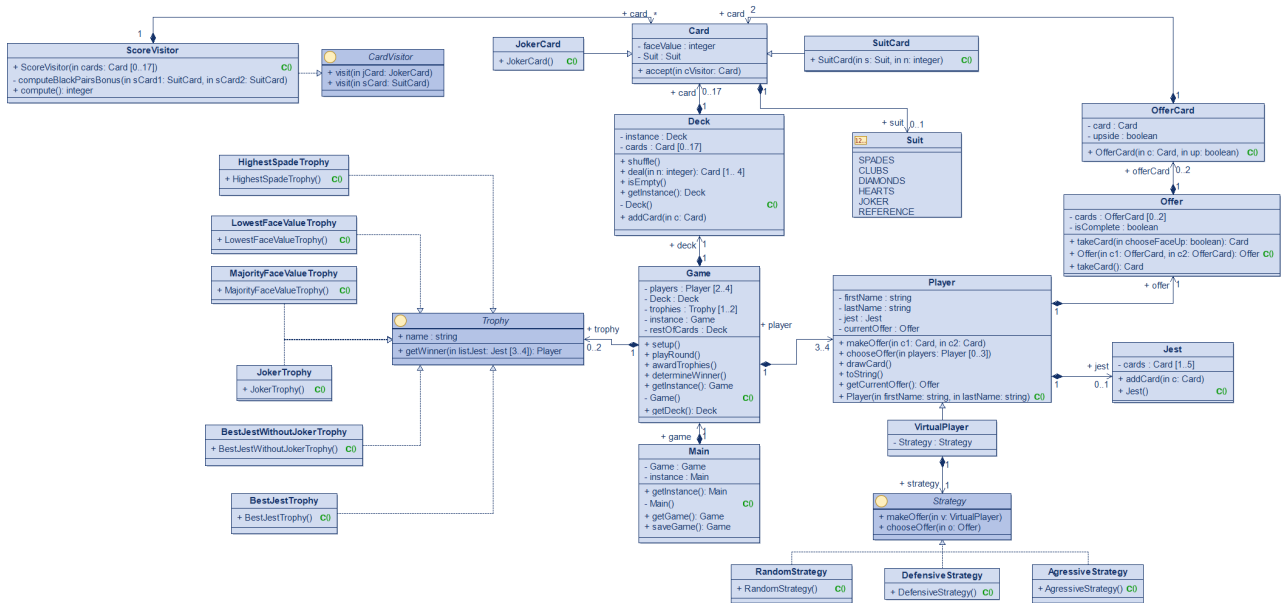 + card
*
1
+ card
2
ScoreVisitor
+ ScoreVisitor(in cards: Card [0..17]) C()
- computeBlackPairsBonus(in sCard1: SuitCard, in sCard2: SuitCard)
+ compute(): integer
CardVisitor
+ visit(in jCard: JokerCard)
+ visit(in sCard: SuitCard)
JokerCard
+ JokerCard() C()
Card
- faceValue : integer
- Suit : Suit
+ accept(in cVisitor: Card)
SuitCard
+ SuitCard(in s: Suit, in n: integer) C()
+ card
0..17
1
1
+ suit
0..1
12..
Suit
SPADES
CLUBS
DIAMONDS
HEARTS
JOKER
REFERENCE
1
OfferCard
- card : Card
- upside : boolean
+ OfferCard(in c: Card, in up: boolean) C()
+ offerCard
0..2
1
Deck
- instance : Deck
- cards : Card [0..17]
+ shuffle()
+ deal(in n: integer): Card [1.. 4]
+ isEmpty()
+ getInstance(): Deck
- Deck() C()
+ addCard(in c: Card)
Offer
- cards : OfferCard [0..2]
- isComplete : boolean
+ takeCard(in chooseFaceUp: boolean): Card
+ Offer(in c1: OfferCard, in c2: OfferCard): Offer C()
+ takeCard(): Card
+ offer
1
1
HighestSpadeTrophy
+ HighestSpadeTrophy() C()
LowestFaceValueTrophy
+ LowestFaceValueTrophy() C()
MajorityFaceValueTrophy
+ MajorityFaceValueTrophy() C()
JokerTrophy
+ JokerTrophy() C()
BestJestWithoutJokerTrophy
+ BestJestWithoutJokerTrophy() C()
BestJestTrophy
+ BestJestTrophy() C()
Trophy
+ name : string
+ getWinner(in listJest: Jest [3..4]): Player
+ trophy
0..2
1
+ deck
1
1
Game
- players : Player [2..4]
- Deck : Deck
- trophies : Trophy [1..2]
- instance : Game
- restOfCards : Deck
+ setup()
+ playRound()
+ awardTrophies()
+ determineWinner()
+ getInstance(): Game
- Game() C()
+ getDeck(): Deck
+ player
1
3..4
+ game
1
1
Main
- Game : Game
- instance : Main
+ getInstance(): Main
- Main() C()
+ getGame(): Game
+ saveGame(): Game
Player
- firstName : string
- lastName : string
- jest : Jest
- currentOffer : Offer
+ makeOffer(in c1: Card, in c2: Card)
+ chooseOffer(in players: Player [0..3])
+ drawCard()
+ toString()
+ getCurrentOffer(): Offer
+ Player(in firstName: string, in lastName: string) C()
1
+ jest
0..1
Jest
- cards : Card [1..5]
+ addCard(in c: Card)
+ Jest() C()
VirtualPlayer
- Strategy : Strategy
1
+ strategy
1
Strategy
+ makeOffer(in v: VirtualPlayer)
+ chooseOffer(in o: Offer)
RandomStrategy
+ RandomStrategy() C()
DefensiveStrategy
+ DefensiveStrategy() C()
AgressiveStrategy
+ AgressiveStrategy() C()